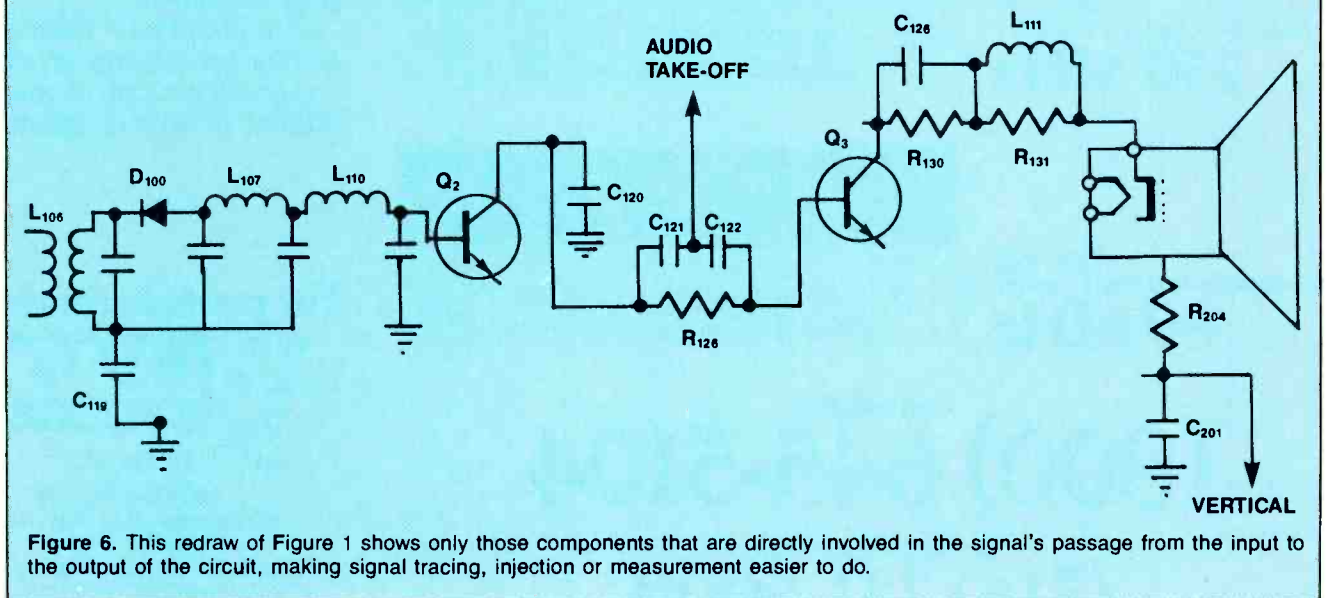 AUDIO
TAKE-OFF
C126
L111
Q3
R130
R131
D100
L107
L110
Q2
L106
C120
C121
C122
R126
R204
C119
C201
VERTICAL
Figure 6. This redraw of Figure 1 shows only those components that are directly involved in the signal's passage from the input to
the output of the circuit, making signal tracing, injection or measurement easier to do.